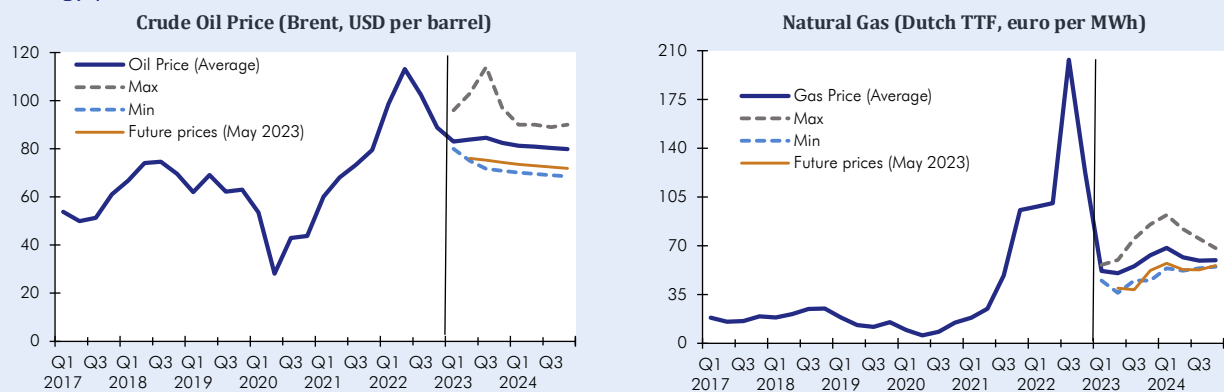 Crude Oil Price (Brent, USD per barrel)
120
100
80
60
40
20
0
Oil Price (Average)
Max
Min
Future prices (May 2023)
Q1 Q3 Q1 Q3 Q1 Q3 Q1 Q3 Q1 Q3 Q1 Q3 Q1 Q3 Q1 Q3
2017 2018 2019 2020 2021 2022 2023 2024
Natural Gas (Dutch TTF, euro per MWh)
210
175
140
105
70
35
0
Gas Price (Average)
Max
Min
Future prices (May 2023)
Q1 Q3 Q1 Q3 Q1 Q3 Q1 Q3 Q1 Q3 Q1 Q3 Q1 Q3 Q1 Q3
2017 2018 2019 2020 2021 2022 2023 2024